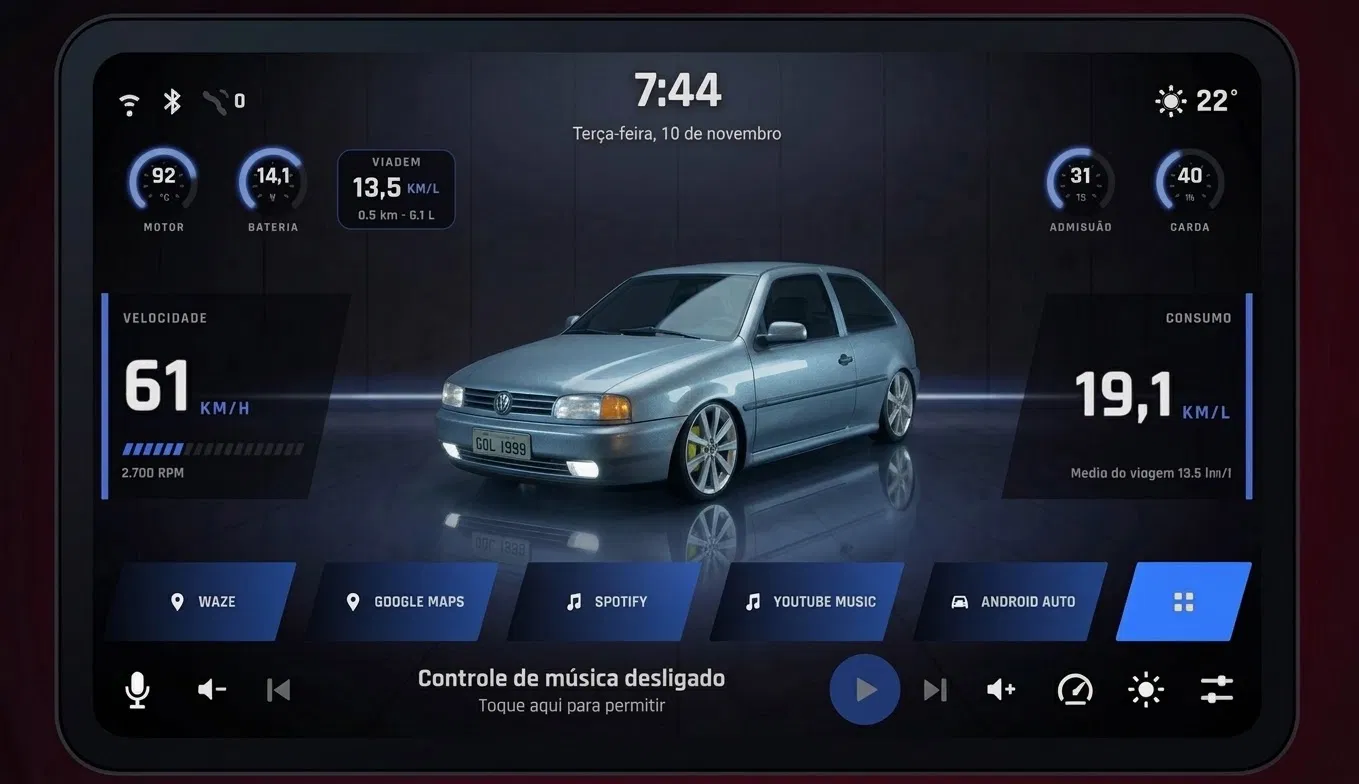 0
7:44
Terça-feira, 10 de novembro
22°
92
°C
MOTOR
14,1
V
BATERIA
VIADEM
13,5 KM/L
0.5 km - 6.1 L
31
ADMISUÃO
40
CARDA
VELOCIDADE
61 KM/H
2.700 RPM
CONSUMO
19,1 KM/L
Media do viagem 13.5
GOL 1999
WAZE
GOOGLE MAPS
SPOTIFY
YOUTUBE MUSIC
ANDROID AUTO
Controle de música desligado
Toque aqui para permitir